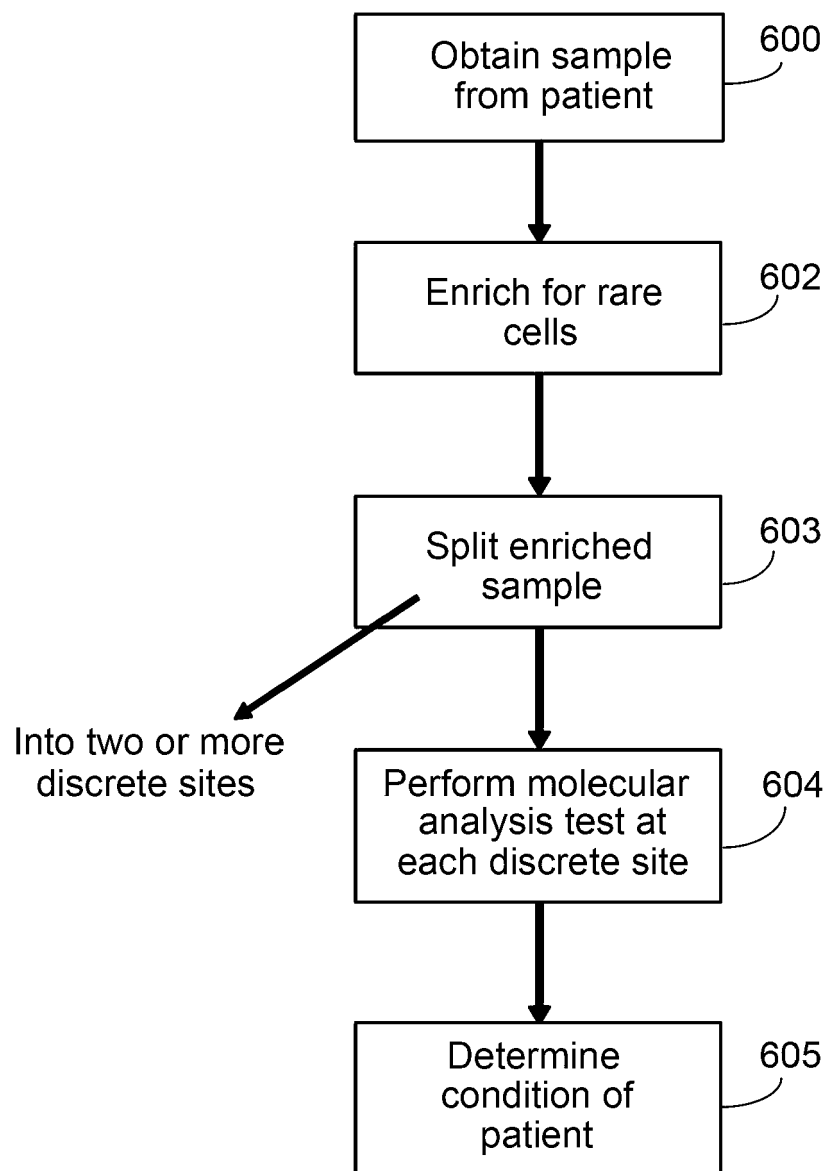 600
Obtain sample
from patient
602
Enrich for rare
cells
603
Split enriched
sample
Into two or more
discrete sites
604
Perform molecular
analysis test at
each discrete site
605
Determine
condition of
patient